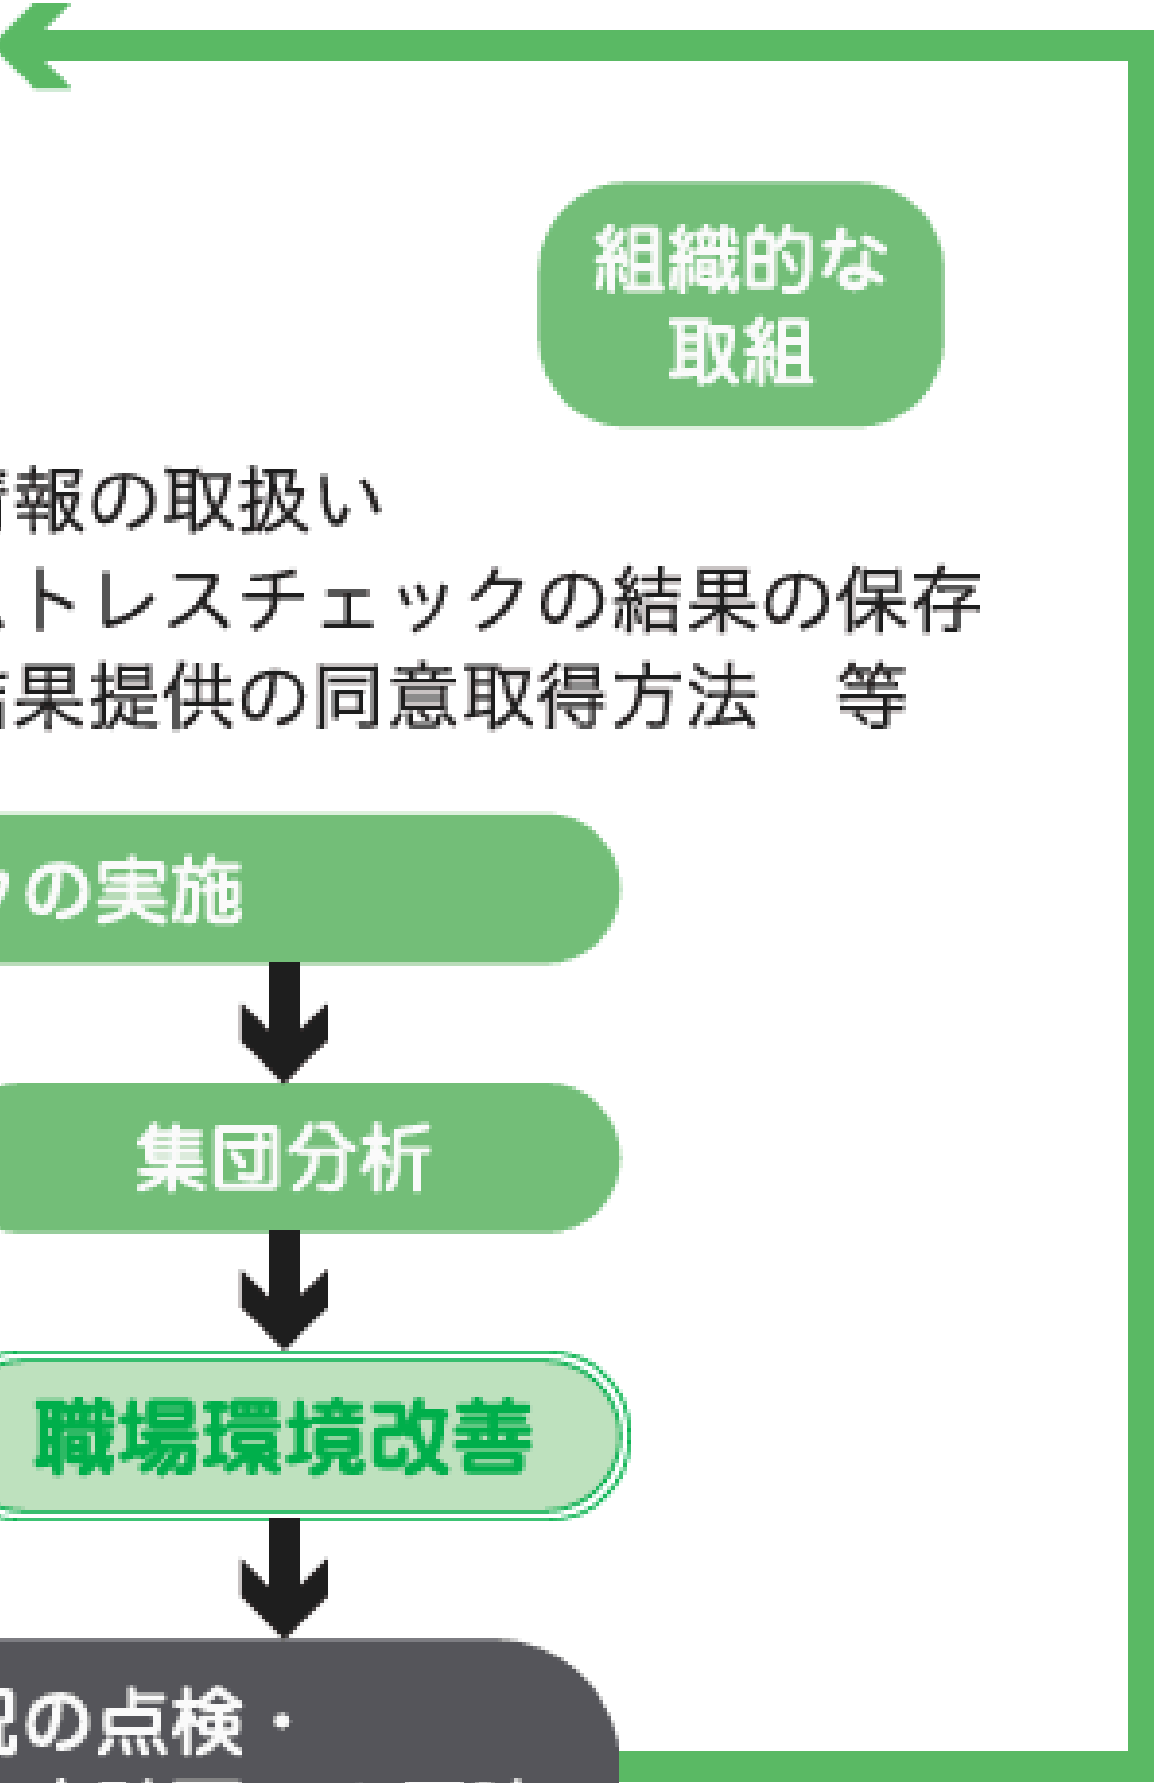 組織的な
取組
報の取扱い
トレスチェックの結果の保存
果提供の同意取得方法　等
の実施
集団分析
職場環境改善
の点検・